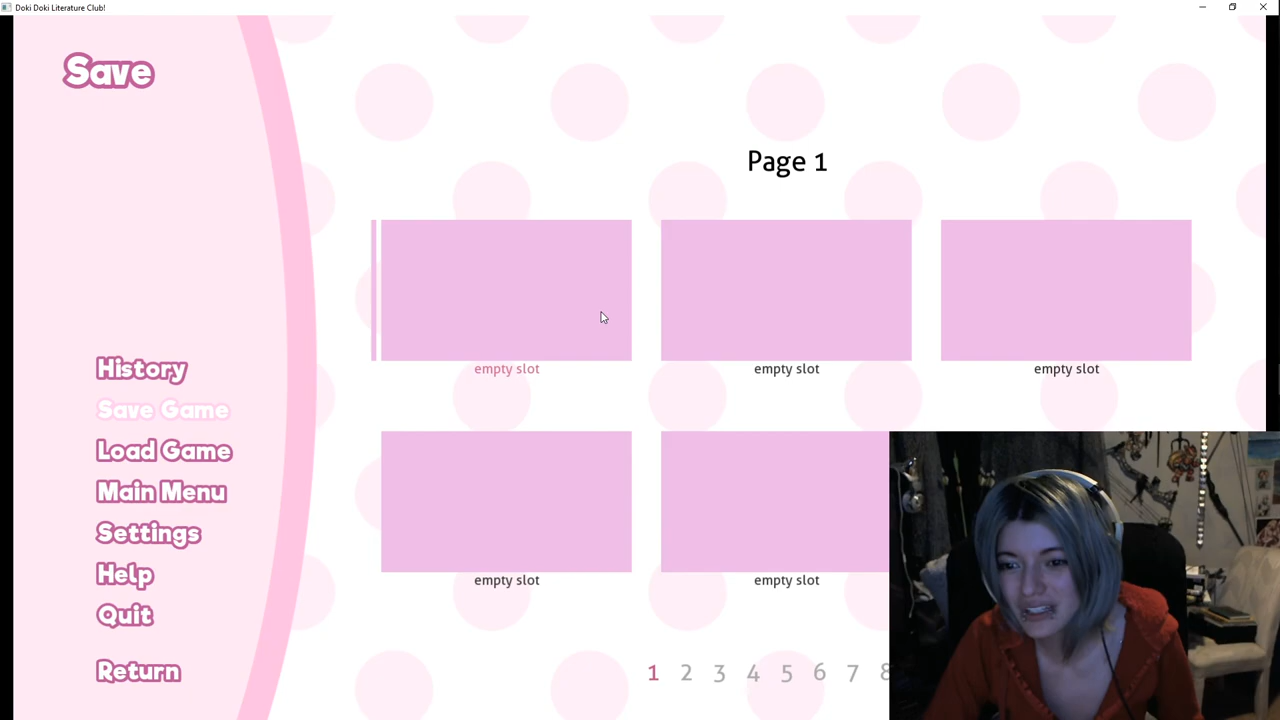 Doki Doki Literature Club!
Save
Page 1
empty slot
empty slot
empty slot
History
Save Game
Load Game
Main Menu
Settings
Help
Quit
Return
empty slot
empty slot
1 2 3 4 5 6 7 8